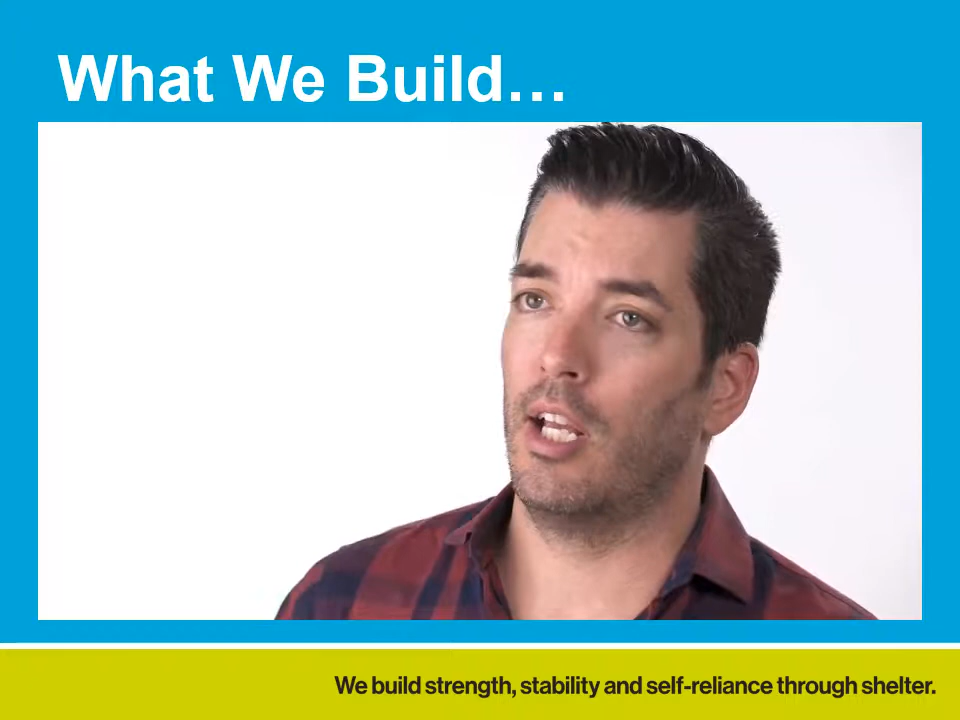 What We Build…
We build strength, stability and self-reliance through shelter.